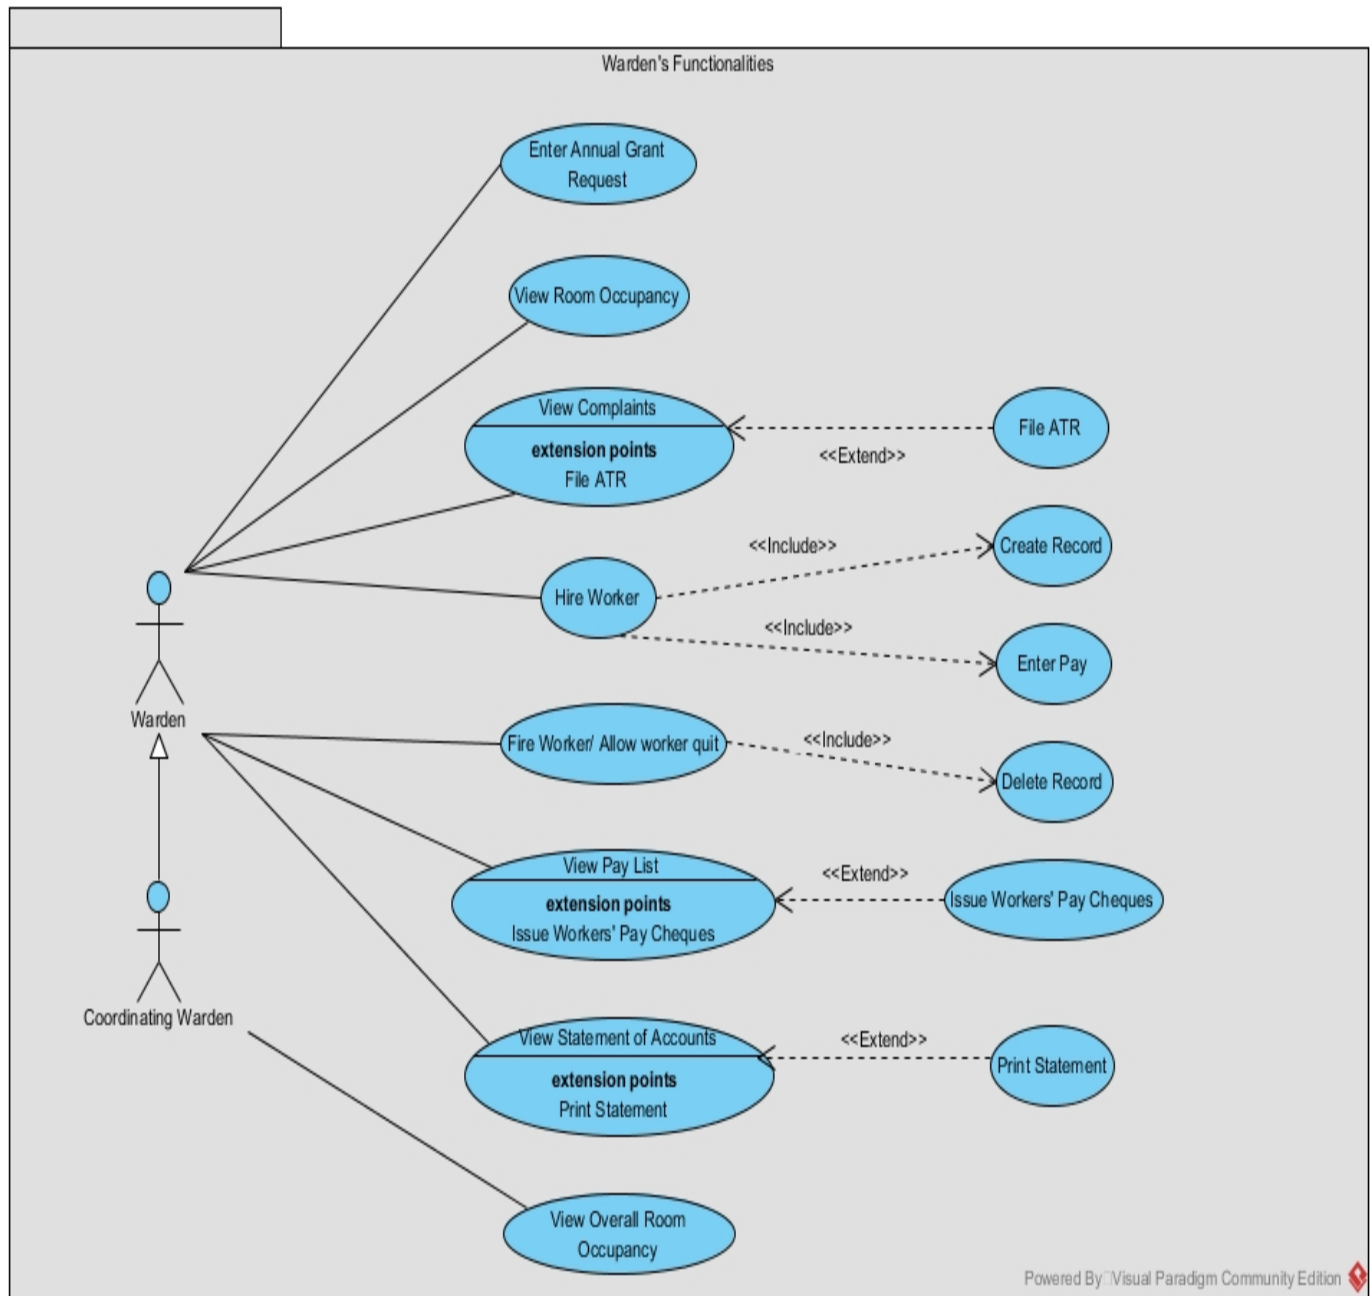 Warden's Functionalities
Enter Annual Grant
Request
View Room Occupancy
View Complaints
extension points
File ATR
<<Extend>>
File ATR
Hire Worker
<<Include>>
Create Record
<<Include>>
Enter Pay
Warden
Fire Worker/ Allow worker quit
<<Include>>
Delete Record
View Pay List
extension points
Issue Workers' Pay Cheques
<<Extend>>
Issue Workers' Pay Cheques
Coordinating Warden
View Statement of Accounts
extension points
Print Statement
<<Extend>>
Print Statement
View Overall Room
Occupancy
Powered By Visual Paradigm Community Edition